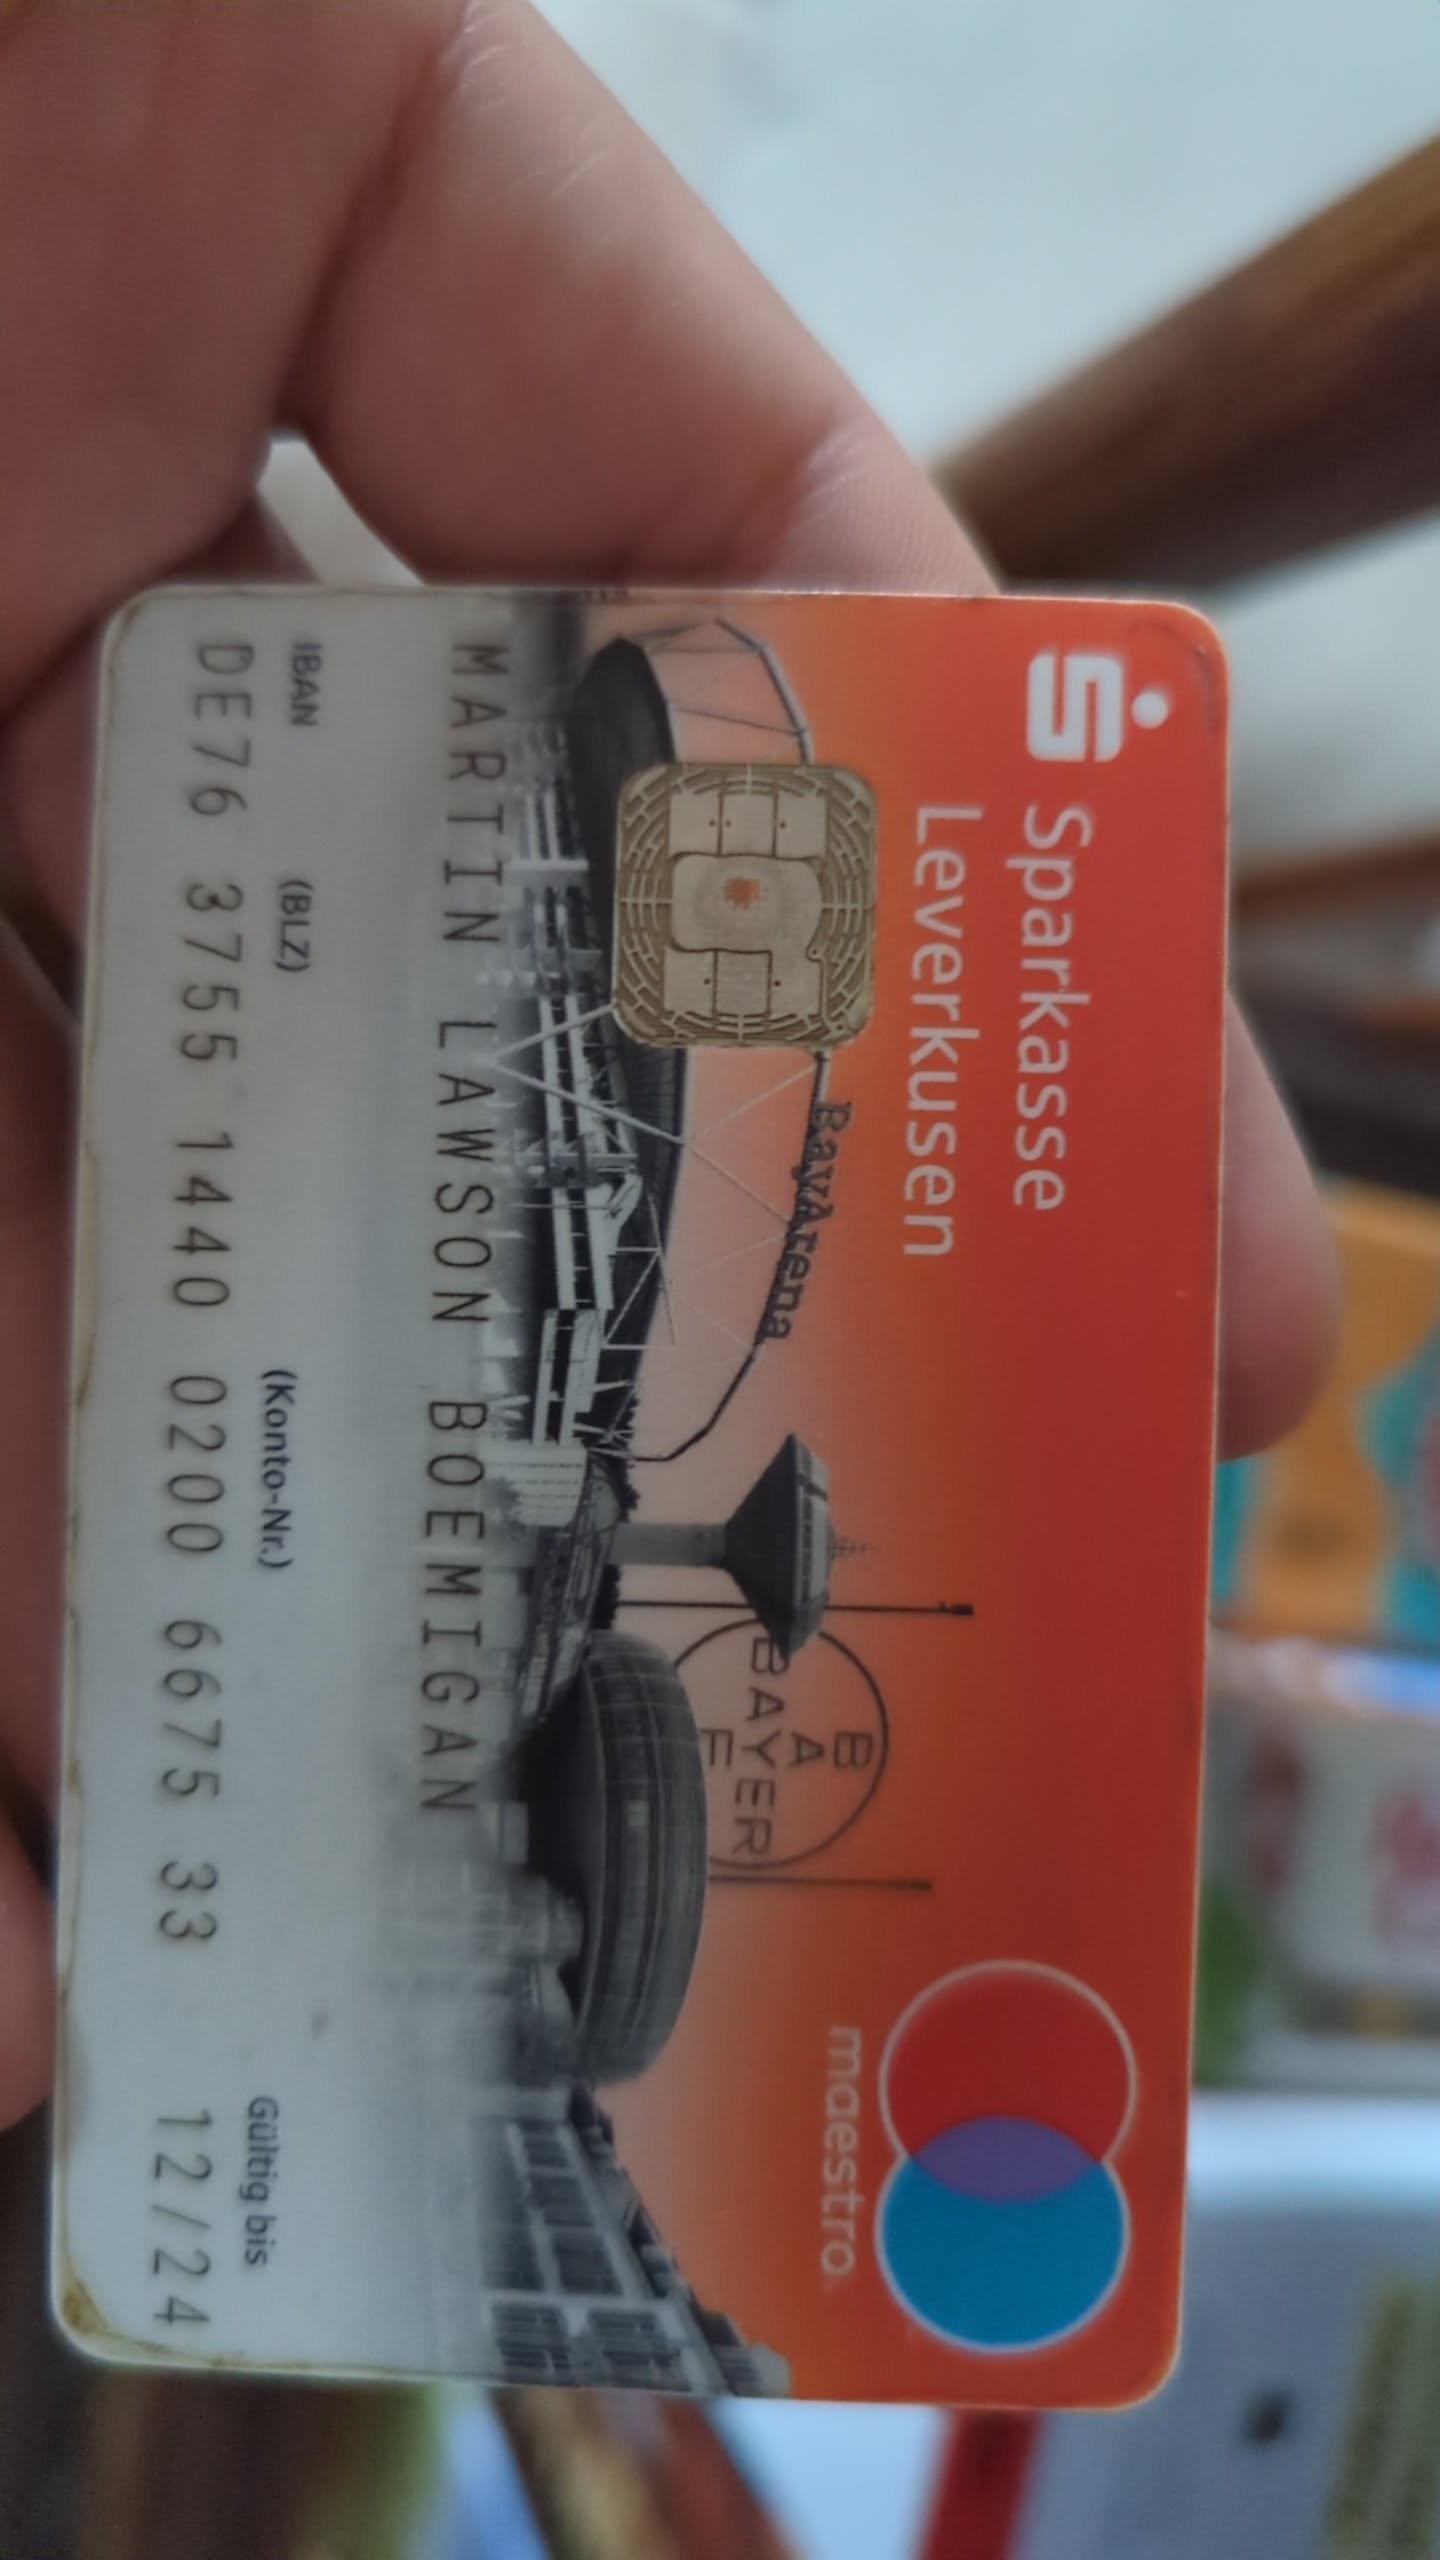 Sparkasse
Leverkusen
BayArena
B
A
BAYER
E
maestro
MARTIN LAWSON BOEMIGAN
IBAN (BLZ) (Konto-Nr.) Gültig bis
DE76 3755 1440 0200 6675 33 12/24